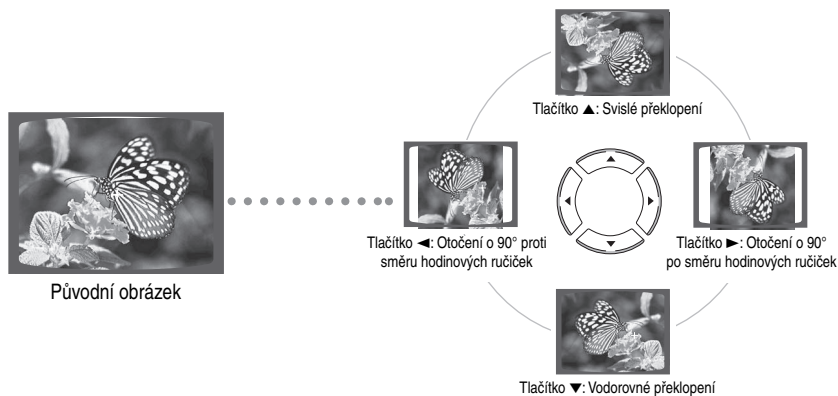 Tlačítko ▲: Svislé překlopení
Tlačítko ◄: Otočení o 90° proti
směru hodinových ručiček
Tlačítko ►: Otočení o 90°
po směru hodinových ručiček
Původní obrázek
Tlačítko ▼: Vodorovné překlopení